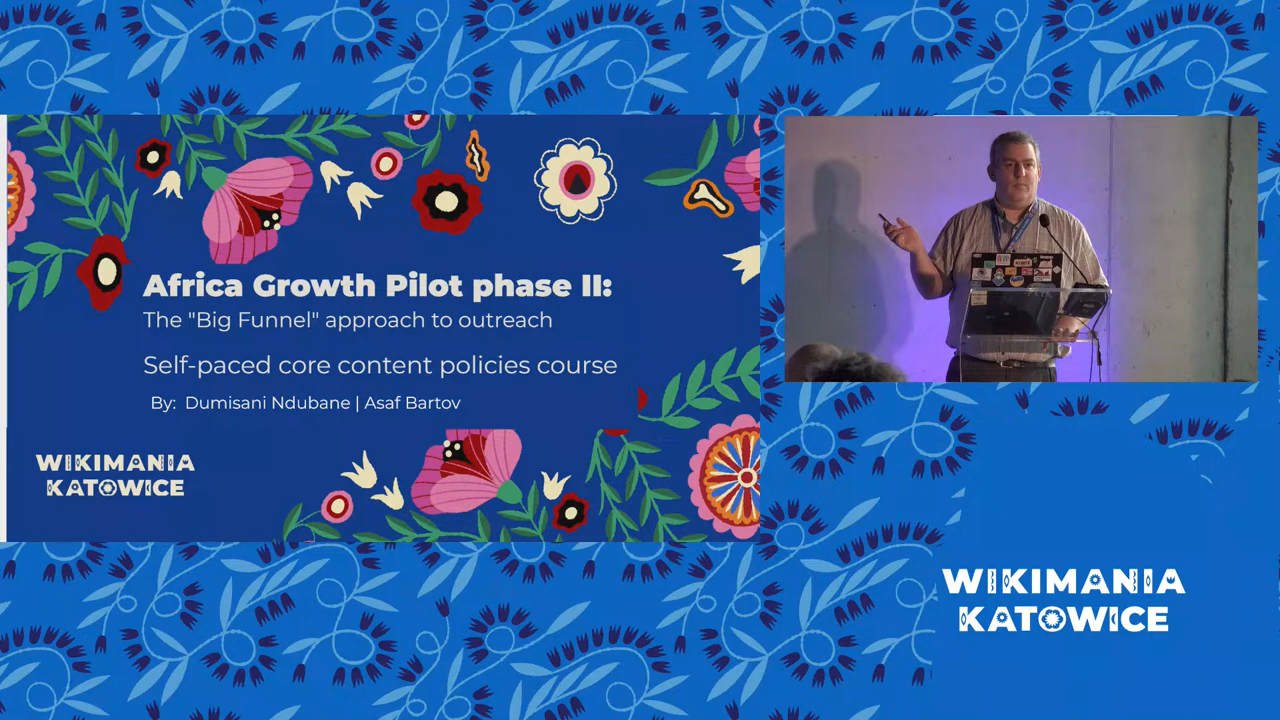 Africa Growth Pilot phase II:
The "Big Funnel" approach to outreach
Self-paced core content policies course
By: Dumisani Ndubane | Asaf Bartov
WIKIMANIA
KATOWICE
WIKIMANIA
KATOWICE